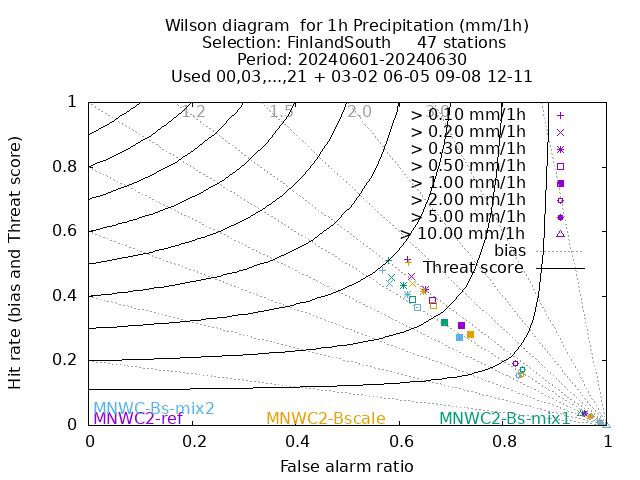 Wilson diagram  for 1h Precipitation (mm/1h)
Selection: FinlandSouth     47 stations
Period: 20240601-20240630
Used 00,03,...,21 + 03-02 06-05 09-08 12-11
Hit rate (bias and Threat score)
1
0.8
0.6
0.4
0.2
0
1.2
1.5
2.0
3.0
> 0.10 mm/1h
> 0.20 mm/1h
> 0.30 mm/1h
> 0.50 mm/1h
> 1.00 mm/1h
> 2.00 mm/1h
> 5.00 mm/1h
> 10.00 mm/1h
bias
Threat score
MNWC-Bs-mix2
MNWC2-ref
MNWC2-Bscale
MNWC2-Bs-mix1
0
0.2
0.4
0.6
0.8
1
False alarm ratio